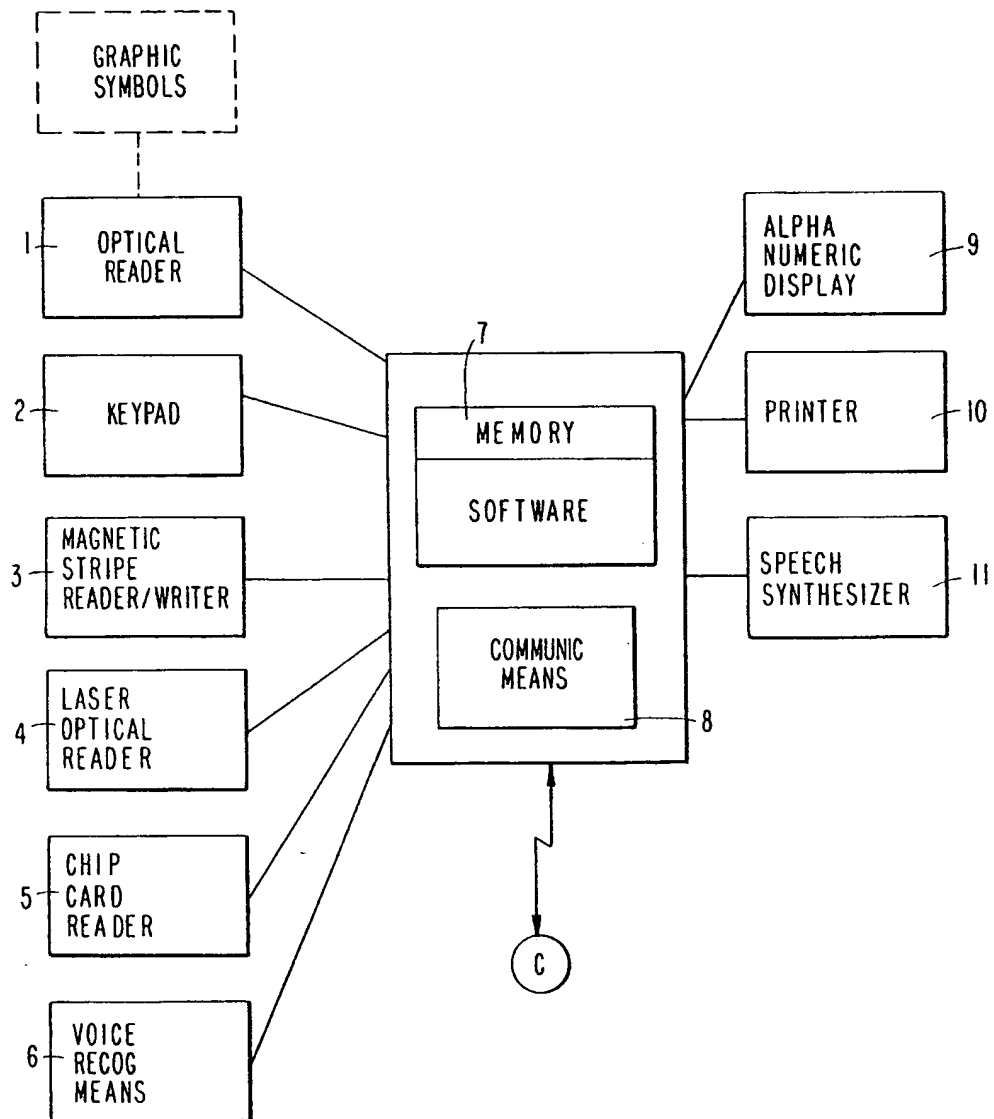 GRAPHIC
SYMBOLS
1
OPTICAL
READER
2
KEYPAD
3
MAGNETIC
STRIPE
READER/WRITER
4
LASER
OPTICAL
READER
5
CHIP
CARD
READER
6
VOICE
RECOG
MEANS
7
MEMORY
SOFTWARE
COMMUNIC
MEANS
8
C
ALPHA
NUMERIC
DISPLAY
9
PRINTER
10
SPEECH
SYNTHESIZER
11